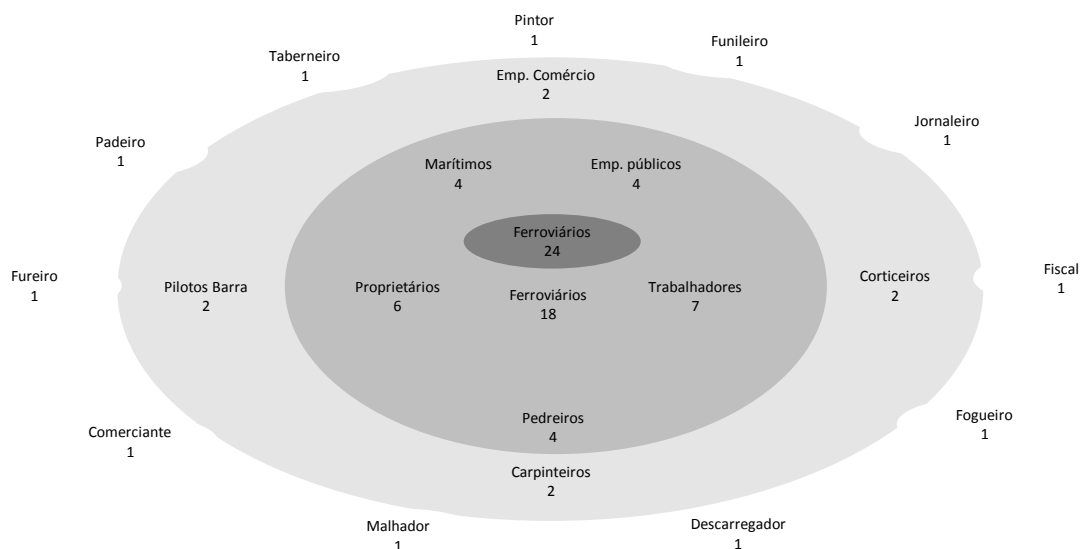 Pintor
1
Taberneiro
1
Funileiro
1
Emp. Comércio
2
Padeiro
1
Jornaleiro
1
Marítimos
4
Emp. públicos
4
Ferroviários
24
Fureiro
1
Pilotos Barra
2
Proprietários
6
Ferroviários
18
Trabalhadores
7
Corticeiros
2
Fiscal
1
Comerciante
1
Pedreiros
4
Fogueiro
1
Carpinteiros
2
Malhador
1
Descarregador
1